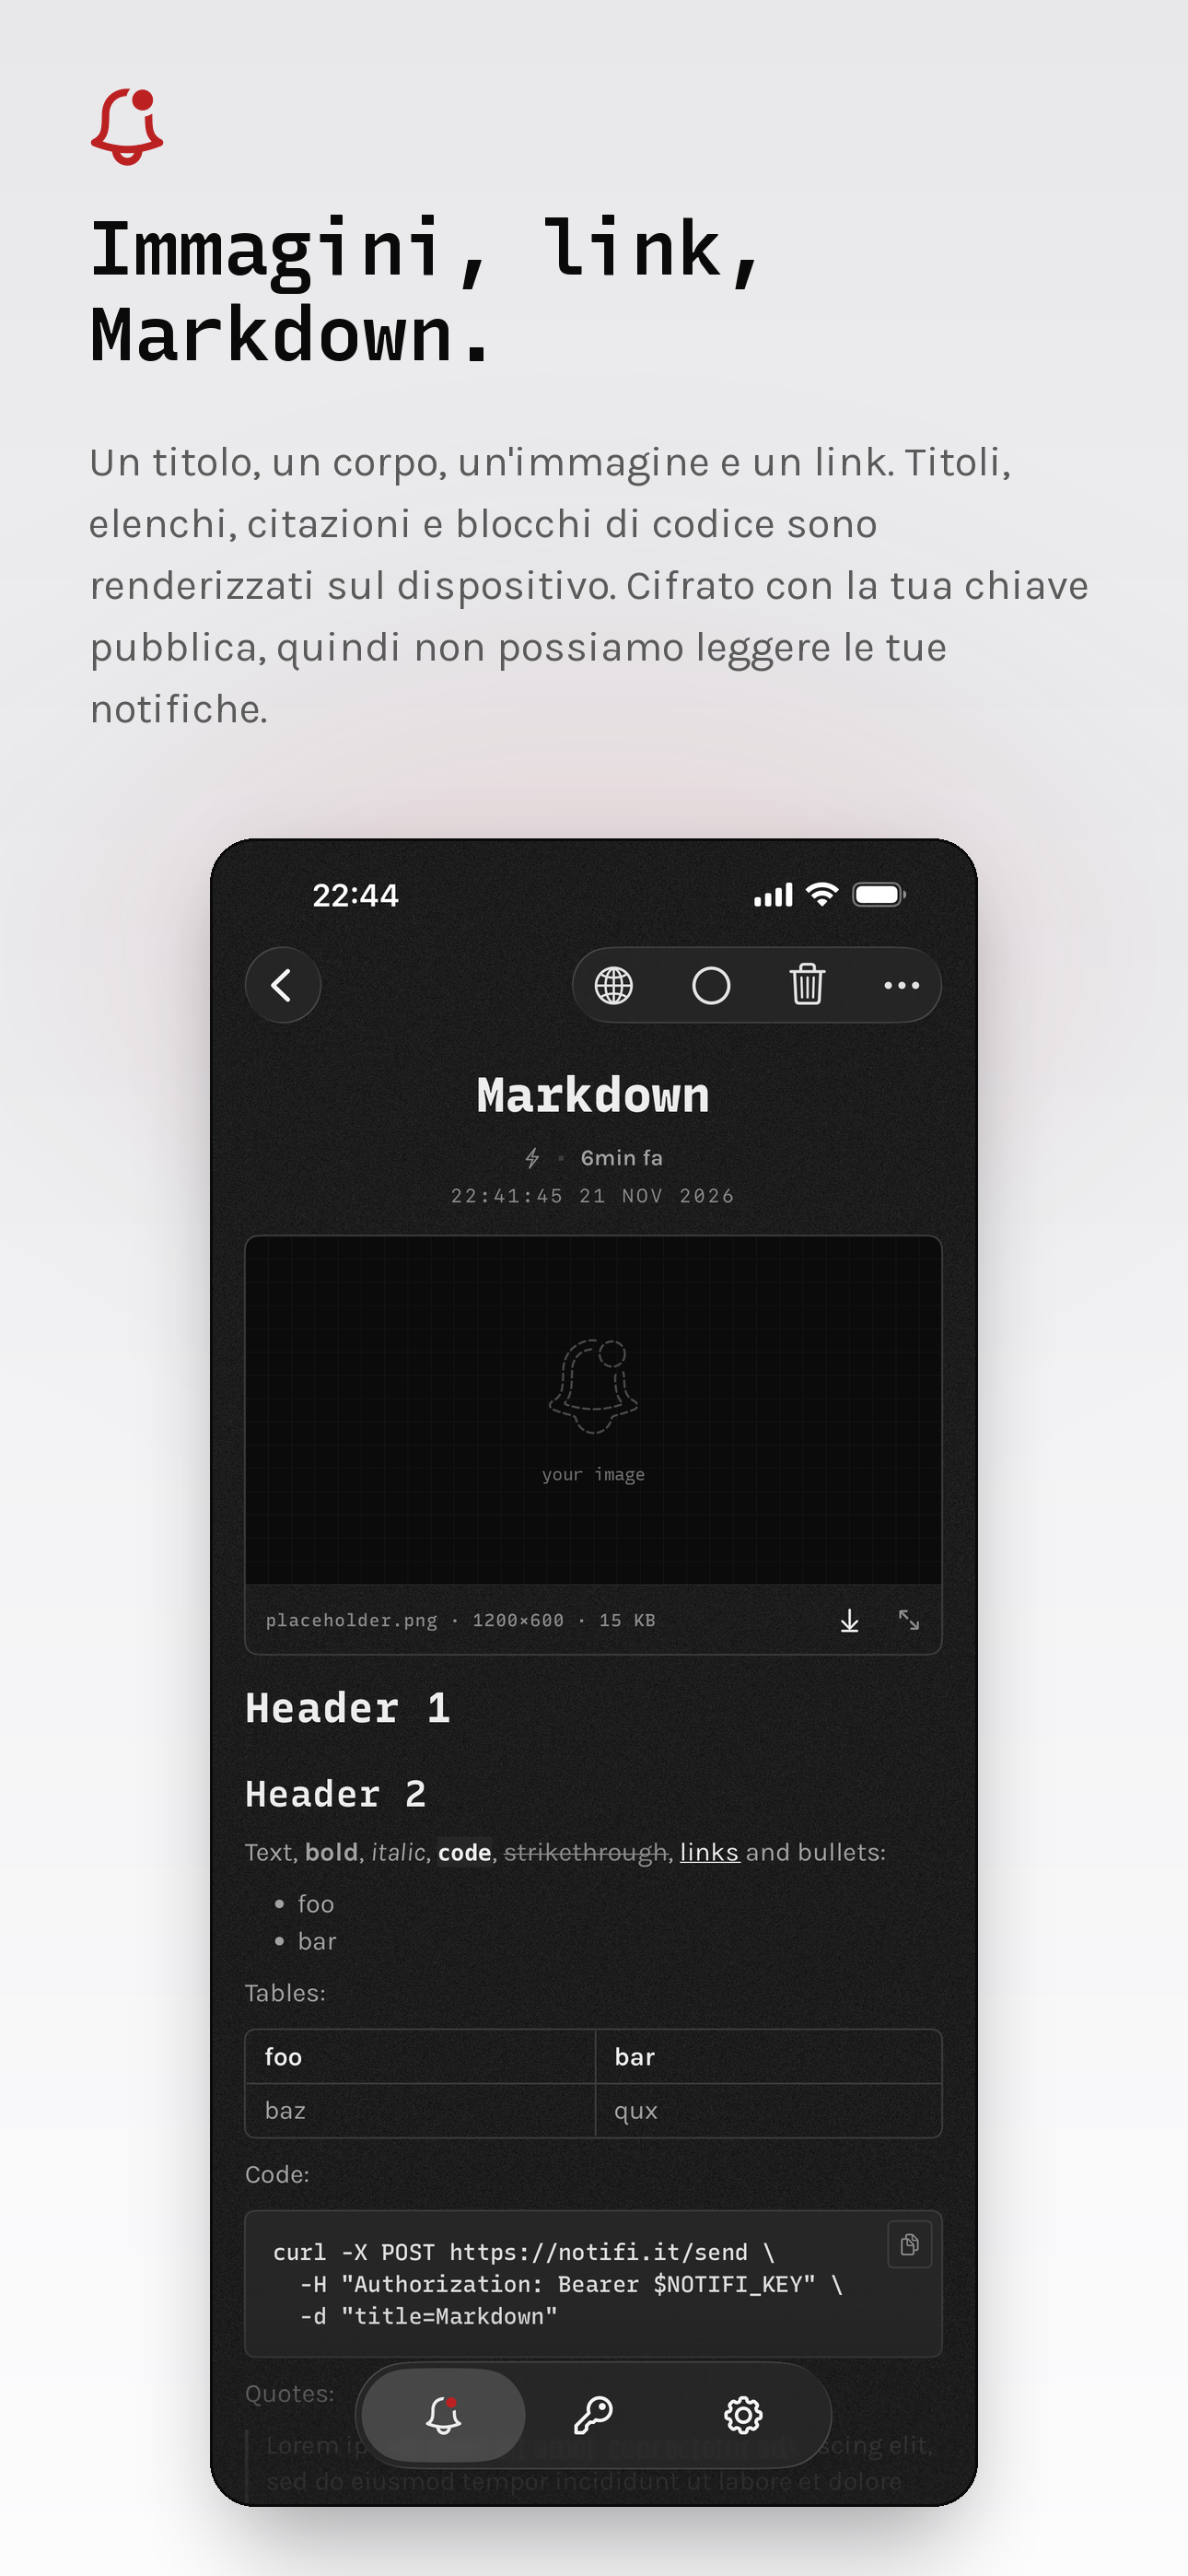 Immagini, link,
Markdown.
Un titolo, un corpo, un'immagine e un link. Titoli,
elenchi, citazioni e blocchi di codice sono
renderizzati sul dispositivo. Cifrato con la tua chiave
pubblica, quindi non possiamo leggere le tue
notifiche.
22:44
Markdown
6min fa
22:41:45 21 NOV 2026
your image
placeholder.png · 1200×600 · 15 KB
Header 1
Header 2
Text, bold, italic, code, strikethrough, links and bullets:
• foo
• bar
Tables:
foo bar
baz qux
Code:
curl -X POST https://notifi.it/send \
-H "Authorization: Bearer $NOTIFI_KEY" \
-d "title=Markdown"
Quotes:
Lorem elit,
sed do eiusmod tempor incididunt ut labore et dolore